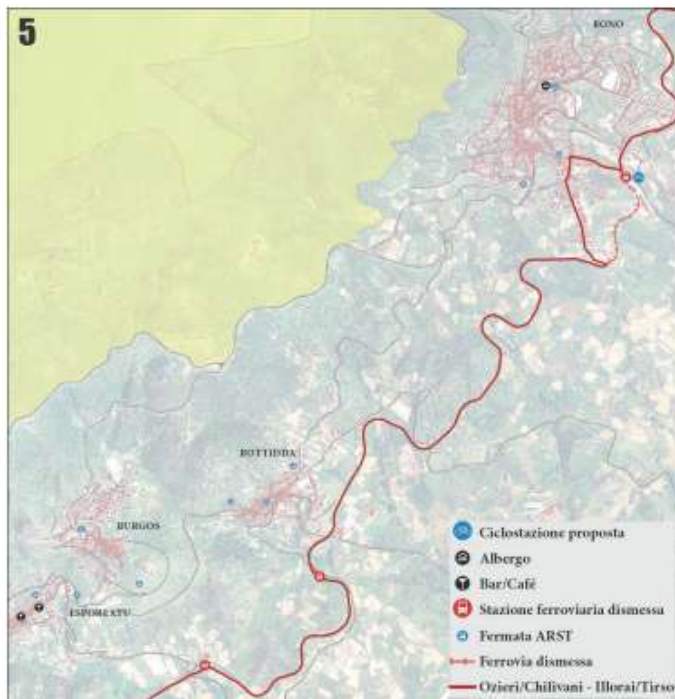 5
BONO
BOTTIDDA
BURGOS
ESPORLATU
Ciclostazione proposta
Albergo
Bar/Café
Stazione ferroviaria dismessa
Fermata ARST
Ferrovia dismessa
Ozieri/Chilivani - Illorai/Tirso